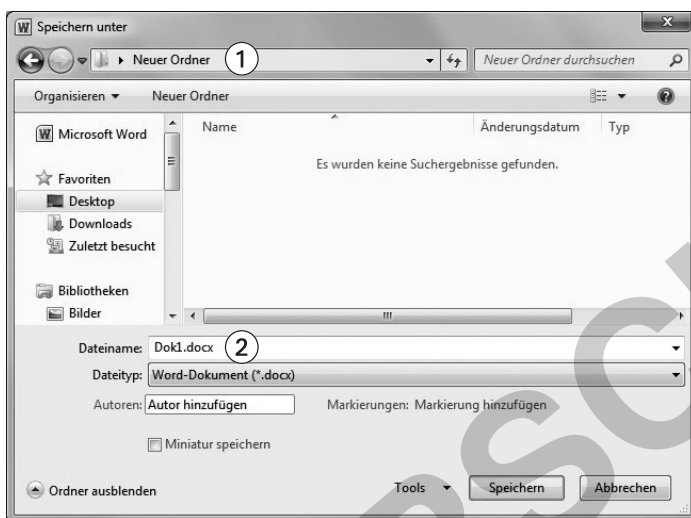 Speichern unter
Neuer Ordner 1 Neuer Ordner durchsuchen
Organisieren Neuer Ordner
Microsoft Word Name Änderungsdatum Typ
Es wurden keine Suchergebnisse gefunden.
Favoriten
Desktop
Downloads
Zuletzt besucht
Bibliotheken
Bilder
Dateiname: Dok1.docx 2
Dateityp: Word-Dokument (*.docx)
Autoren: Autor hinzufügen Markierungen: Markierung hinzufügen
Miniatur speichern
Ordner ausblenden Tools Speichern Abbrechen